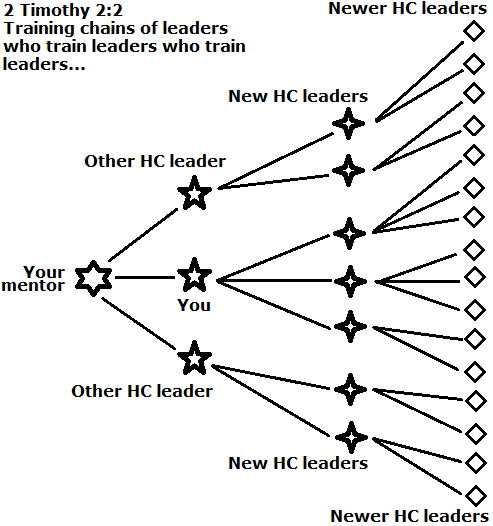 2 Timothy 2:2
Training chains of leaders
who train leaders who train
leaders...
Newer HC leaders
New HC leaders
Other HC leader
Your
mentor
You
Other HC leader
New HC leaders
Newer HC leaders